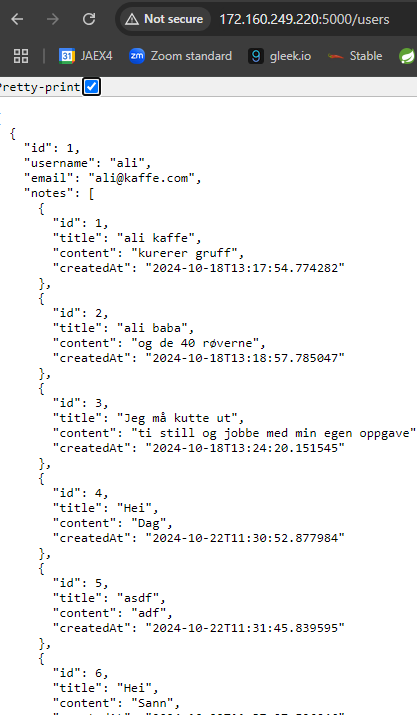 Not secure 172.160.249.220:5000/users
JAEX4 Zoom standard gleek.io Stable
Pretty-print
{
"id": 1,
"username": "ali",
"email": "ali@kaffe.com",
"notes": [
{
"id": 1,
"title": "ali kaffe",
"content": "kurerer gruff",
"createdAt": "2024-10-18T13:17:54.774282"
},
{
"id": 2,
"title": "ali baba",
"content": "og de 40 røverne",
"createdAt": "2024-10-18T13:18:57.785047"
},
{
"id": 3,
"title": "Jeg må kutte ut",
"content": "ti still og jobbe med min egen oppgave"
"createdAt": "2024-10-18T13:24:20.151545"
},
{
"id": 4,
"title": "Hei",
"content": "Dag",
"createdAt": "2024-10-22T11:30:52.877984"
},
{
"id": 5,
"title": "asdf",
"content": "adf",
"createdAt": "2024-10-22T11:31:45.839595"
},
{
"id": 6,
"title": "Hei",
"content": "Sann",